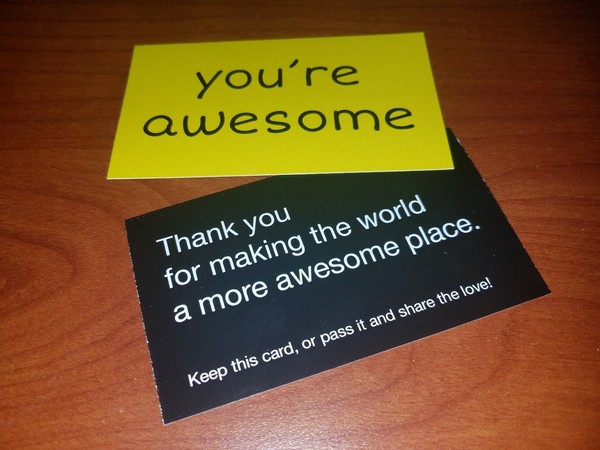 you're
awesome
Thank you
for making the world
a more awesome place.
Keep this card, or pass it and share the love!